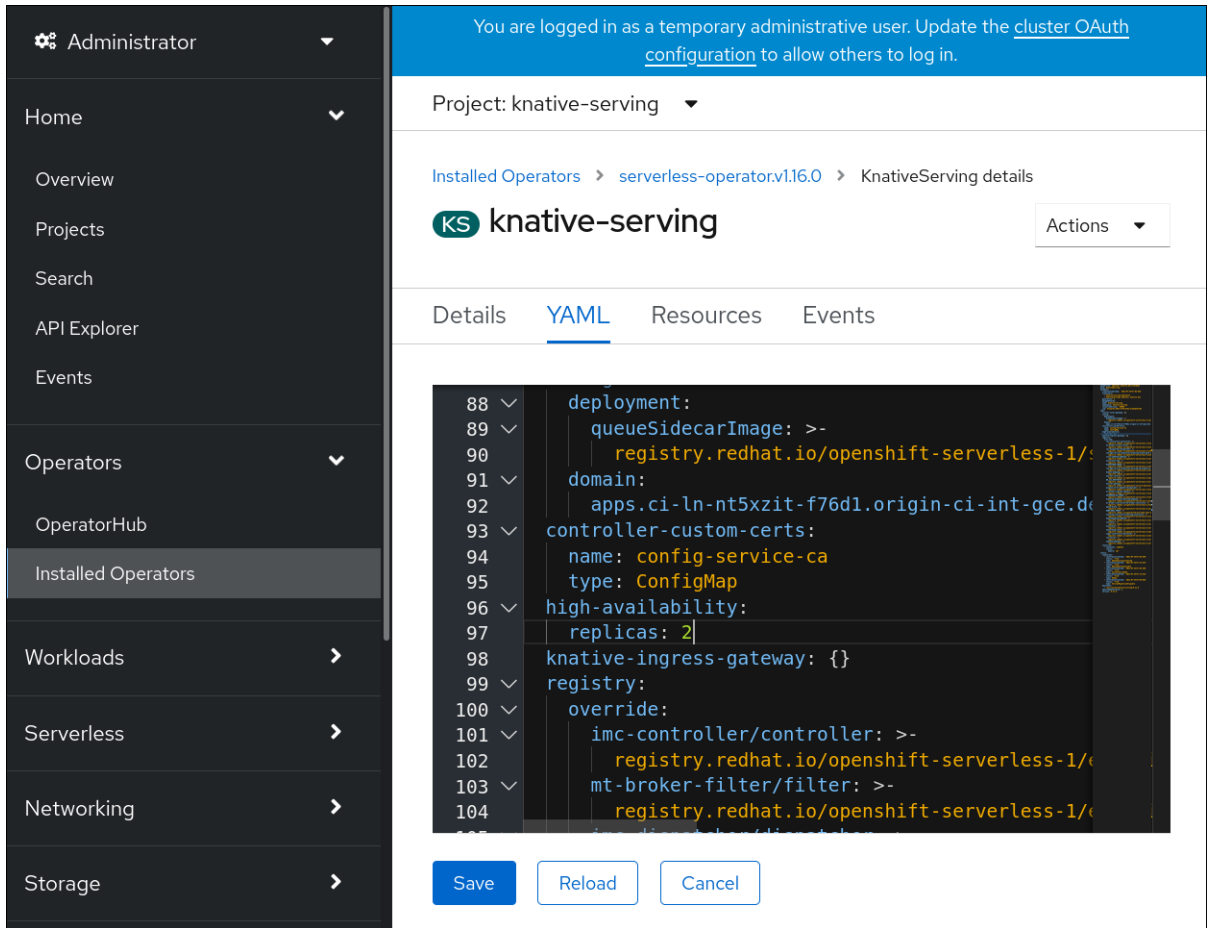 Administrator
Home
Overview
Projects
Search
API Explorer
Events
Operators
OperatorHub
Installed Operators
Workloads
Serverless
Networking
Storage
You are logged in as a temporary administrative user. Update the cluster OAuth
configuration to allow others to log in.
Project: knative-serving
Installed Operators > serverless-operator.v1.16.0 > KnativeServing details
KS knative-serving
Actions
Details YAML Resources Events
88 deployment:
89 queueSidecarImage: >-
90 registry.redhat.io/openshift-serverless-1/
91 domain:
92 apps.ci-ln-nt5xzit-f76d1.origin-ci-int-gce.de
93 controller-custom-certs:
94 name: config-service-ca
95 type: ConfigMap
96 high-availability:
97 replicas: 2
98 knative-ingress-gateway: {}
99 registry:
100 override:
101 imc-controller/controller: >-
102 registry.redhat.io/openshift-serverless-1/
103 mt-broker-filter/filter: >-
104 registry.redhat.io/openshift-serverless-1/
Save Reload Cancel